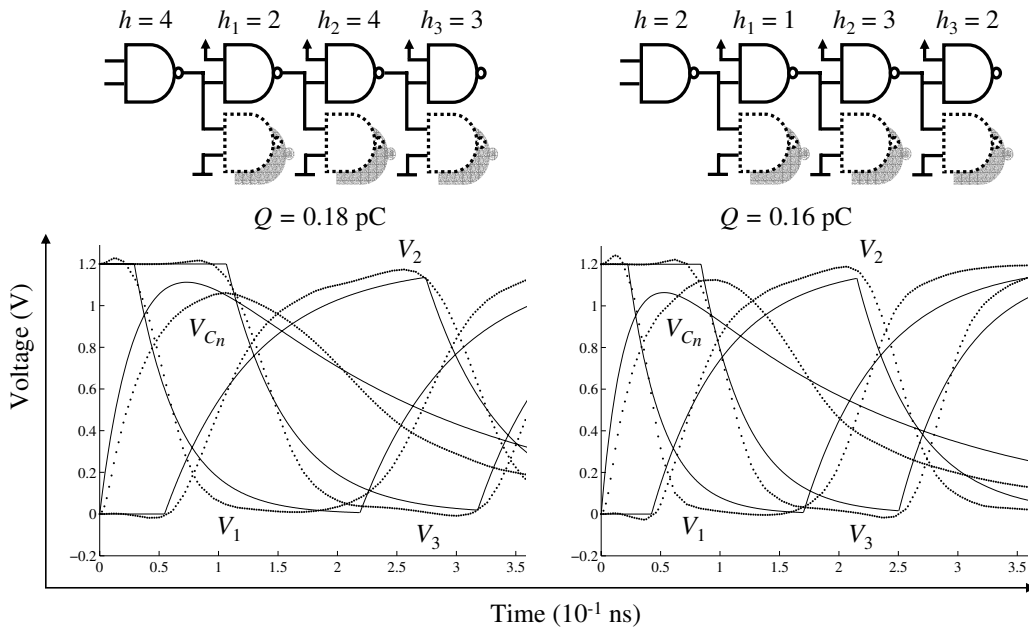 h = 4 h₁ = 2 h₂ = 4 h₃ = 3
h = 2 h₁ = 1 h₂ = 3 h₃ = 2
Q = 0.18 pC
Q = 0.16 pC
Voltage (V)
1.2
1
0.8
0.6
0.4
0.2
0
−0.2
V₂
V_{C_n}
V₁
V₃
0 0.5 1 1.5 2 2.5 3 3.5
1.2
1
0.8
0.6
0.4
0.2
0
−0.2
V₂
V_{C_n}
V₁
V₃
0 0.5 1 1.5 2 2.5 3 3.5
Time (10⁻¹ ns)